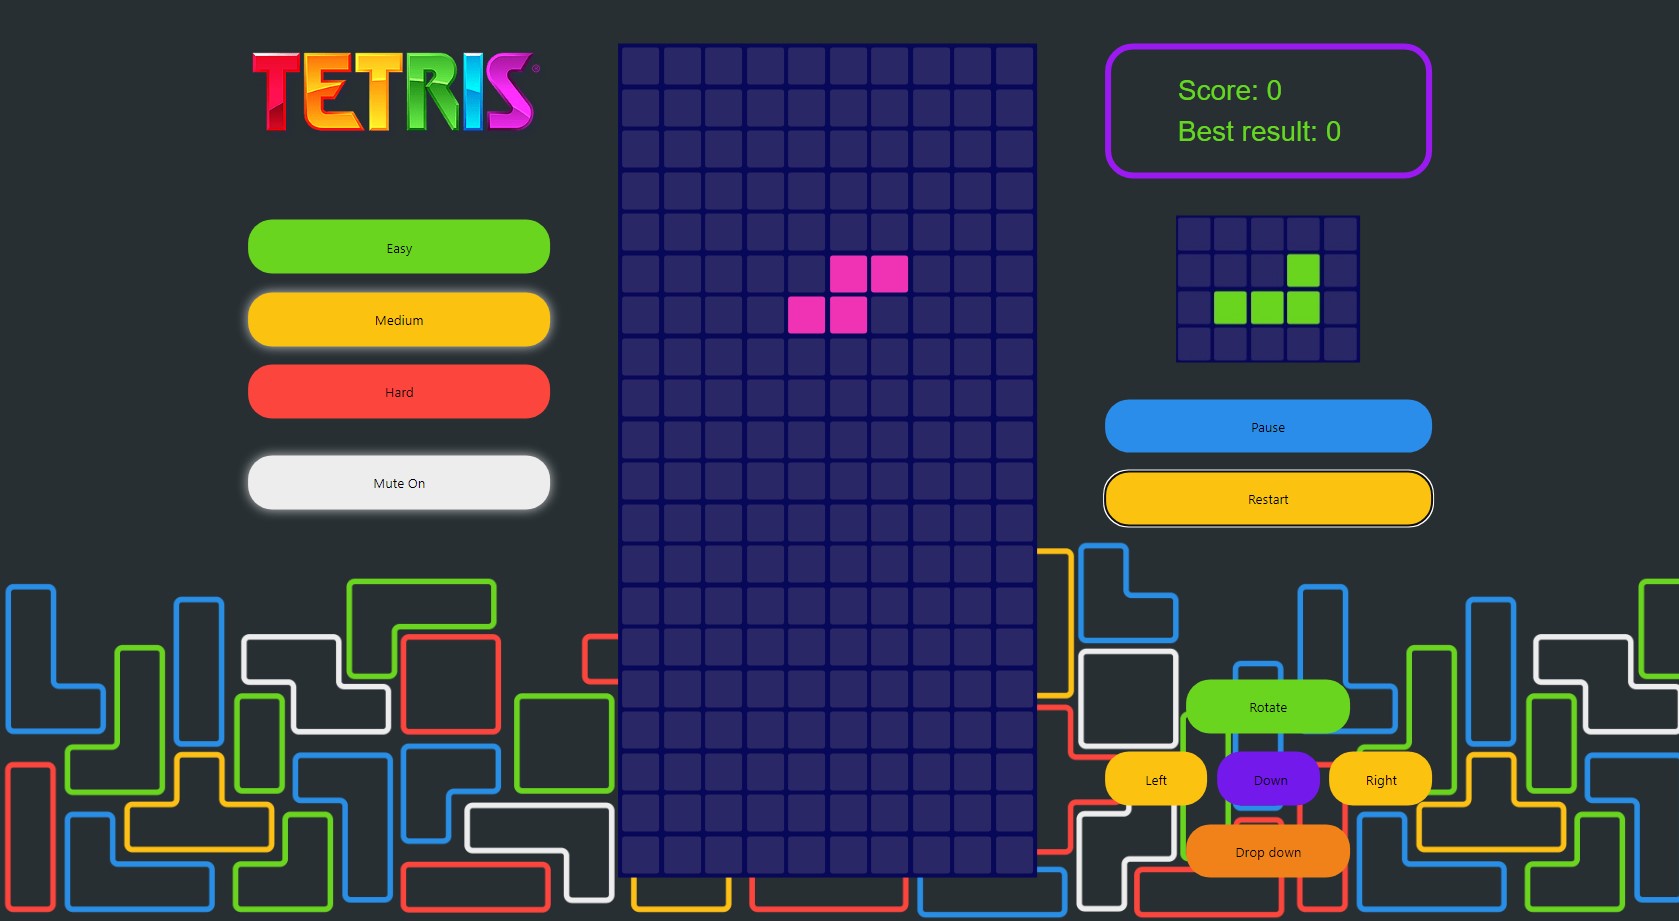 TETRIS®
Easy
Medium
Hard
Mute On
Score: 0
Best result: 0
Pause
Restart
Rotate
Left
Down
Right
Drop down